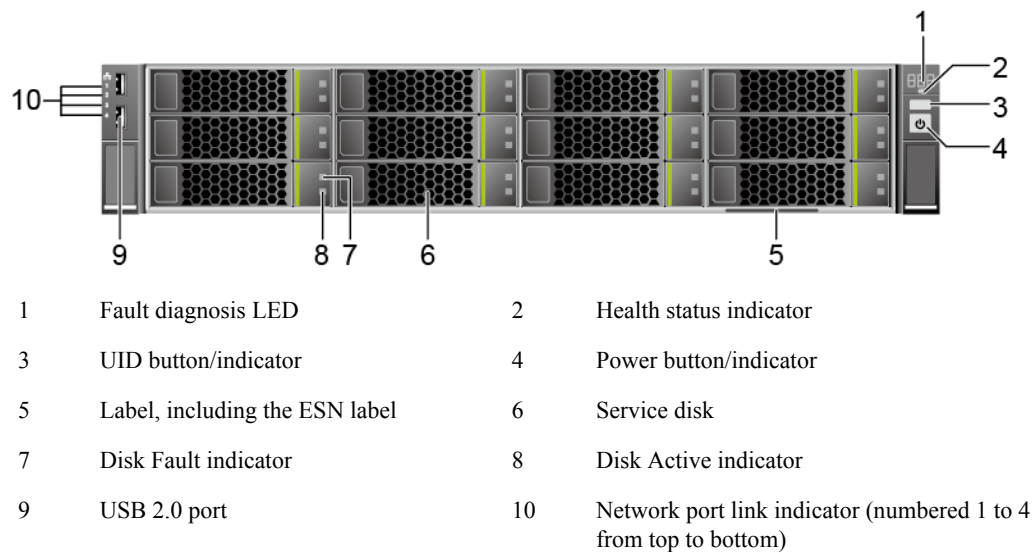 1
2
10
3
4
9
8
7
6
5
1 Fault diagnosis LED 2 Health status indicator
3 UID button/indicator 4 Power button/indicator
5 Label, including the ESN label 6 Service disk
7 Disk Fault indicator 8 Disk Active indicator
9 USB 2.0 port 10 Network port link indicator (numbered 1 to 4
from top to bottom)